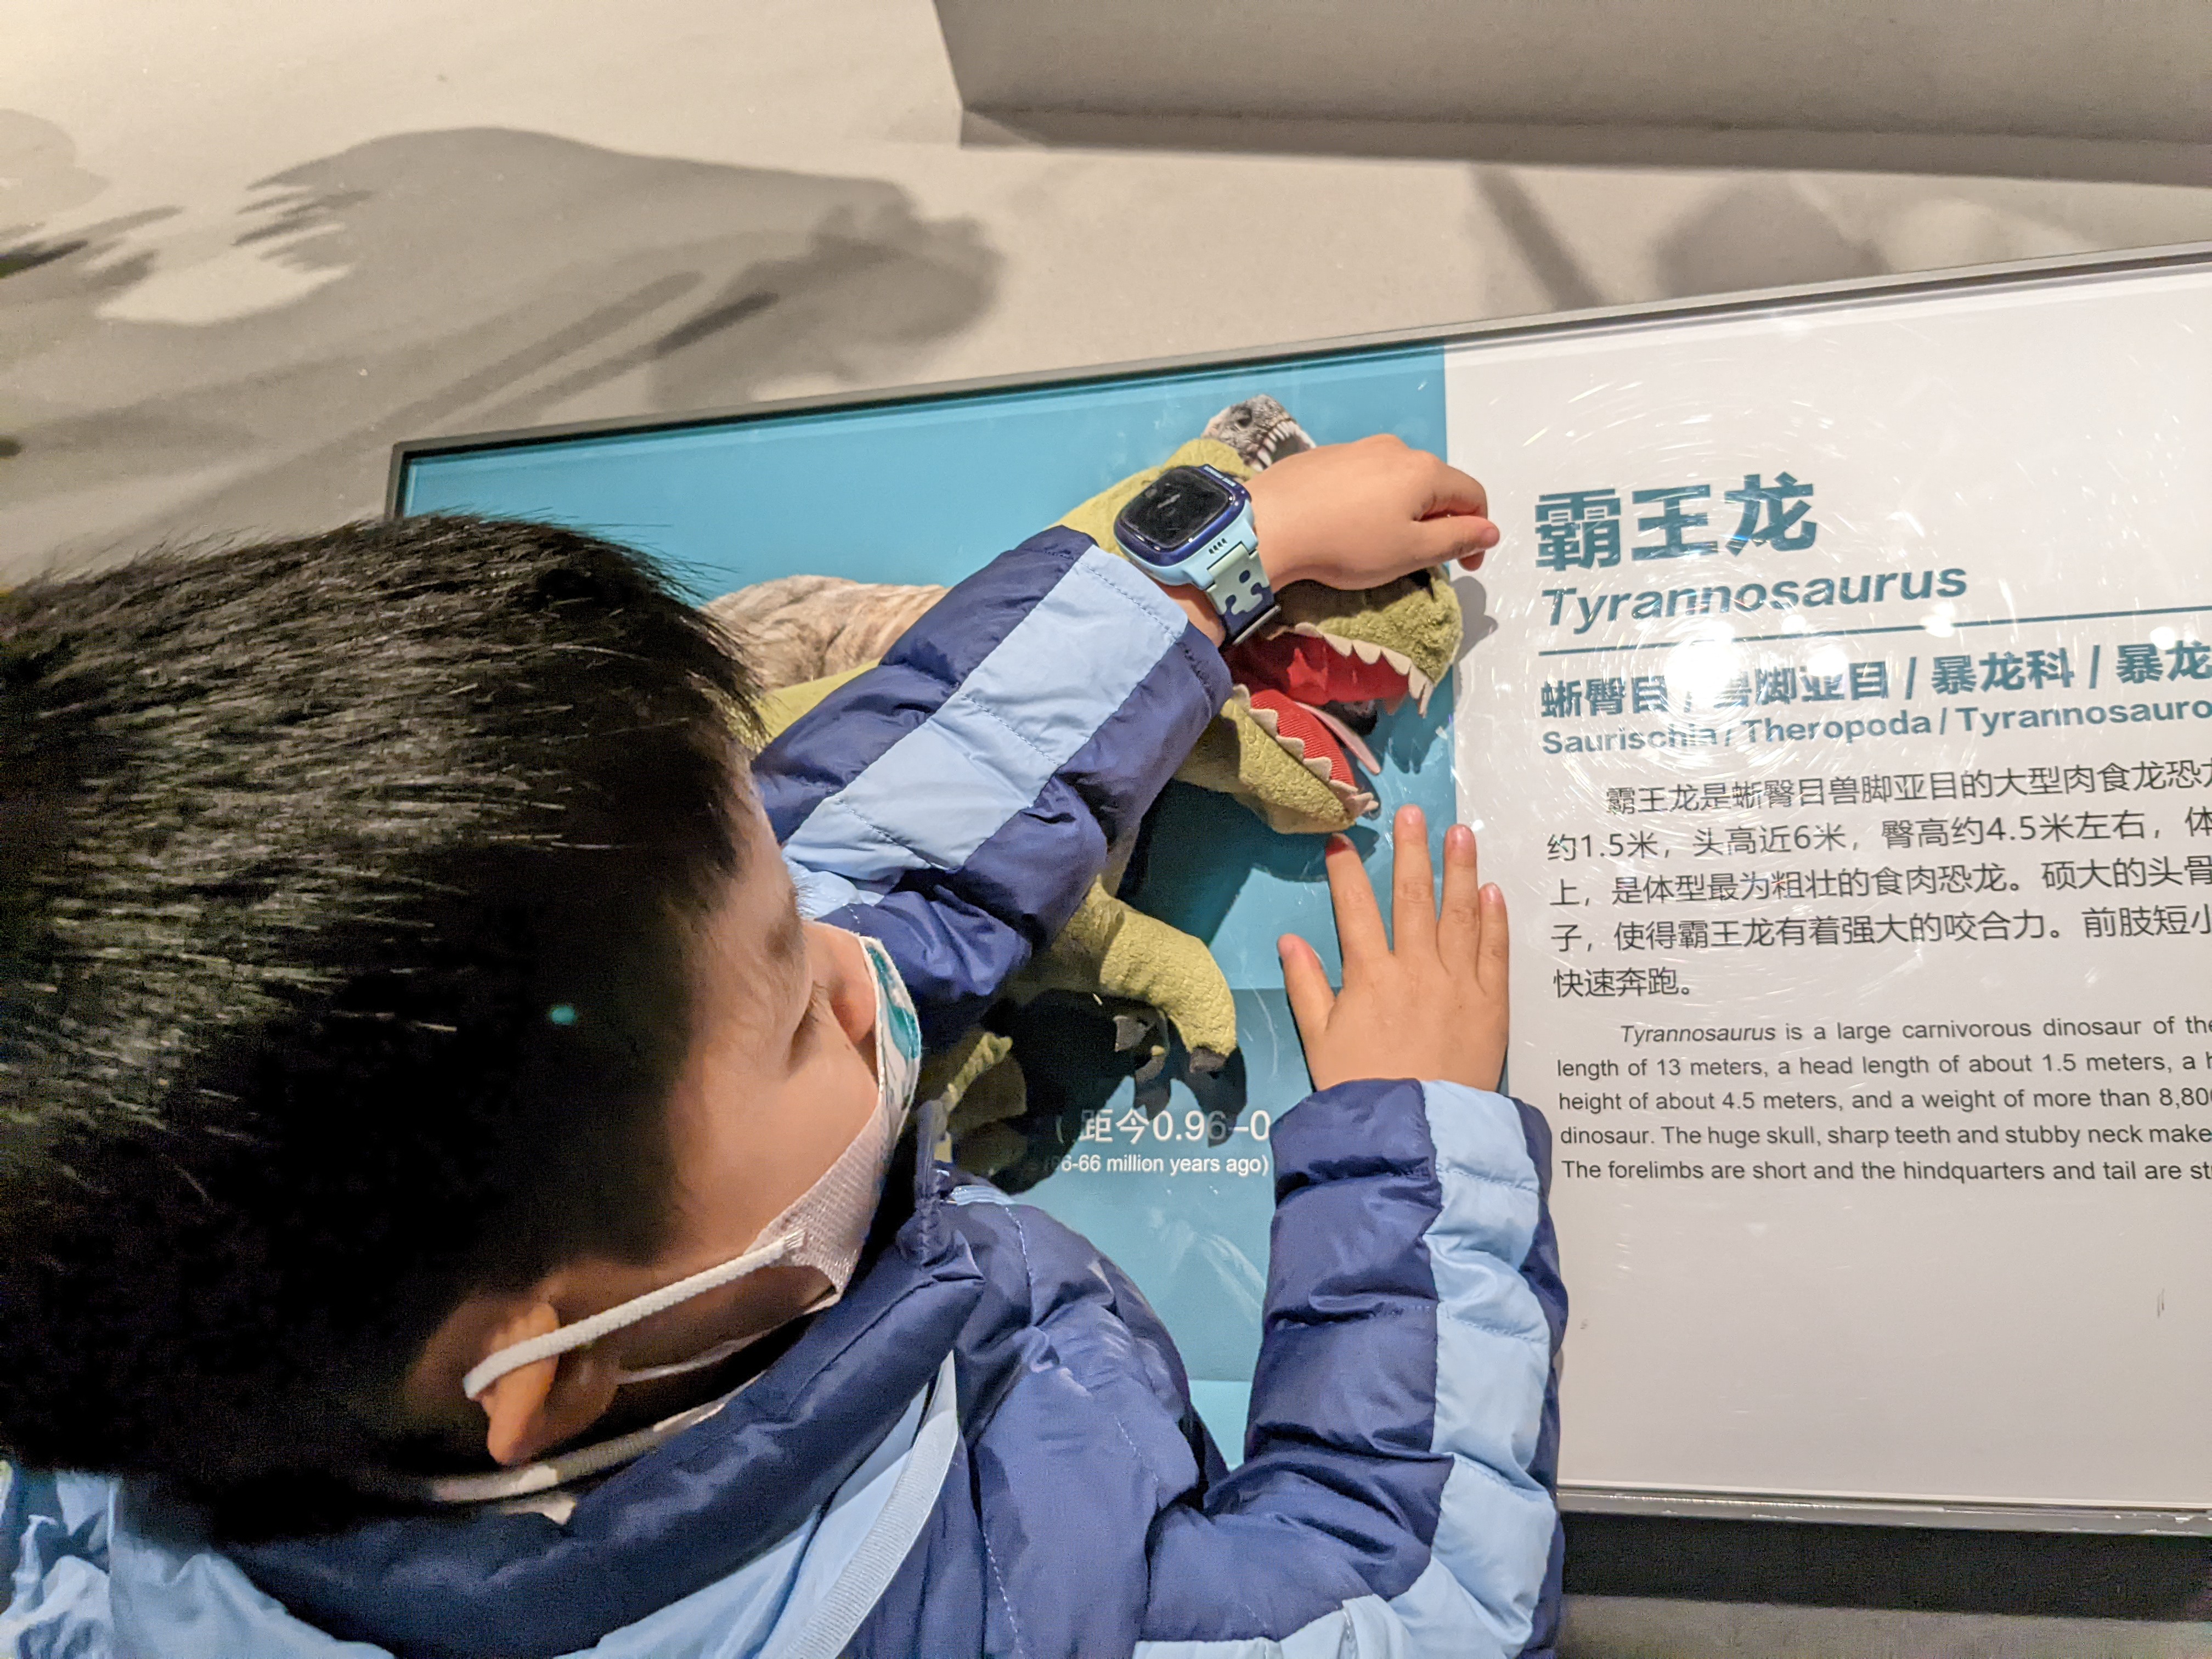 霸王龙
Tyrannosaurus
蜥臀目 / 兽脚亚目 / 暴龙科 / 暴龙
Saurischia / Theropoda / Tyrannosauro
霸王龙是蜥臀目兽脚亚目的大型肉食龙恐龙
约1.5米，头高近6米，臀高约4.5米左右，体
上，是体型最为粗壮的食肉恐龙。硕大的头骨
子，使得霸王龙有着强大的咬合力。前肢短小
快速奔跑。
Tyrannosaurus is a large carnivorous dinosaur of the
length of 13 meters, a head length of about 1.5 meters, a h
height of about 4.5 meters, and a weight of more than 8,80
dinosaur. The huge skull, sharp teeth and stubby neck make
The forelimbs are short and the hindquarters and tail are st
距今0.96-0
66-66 million years ago)